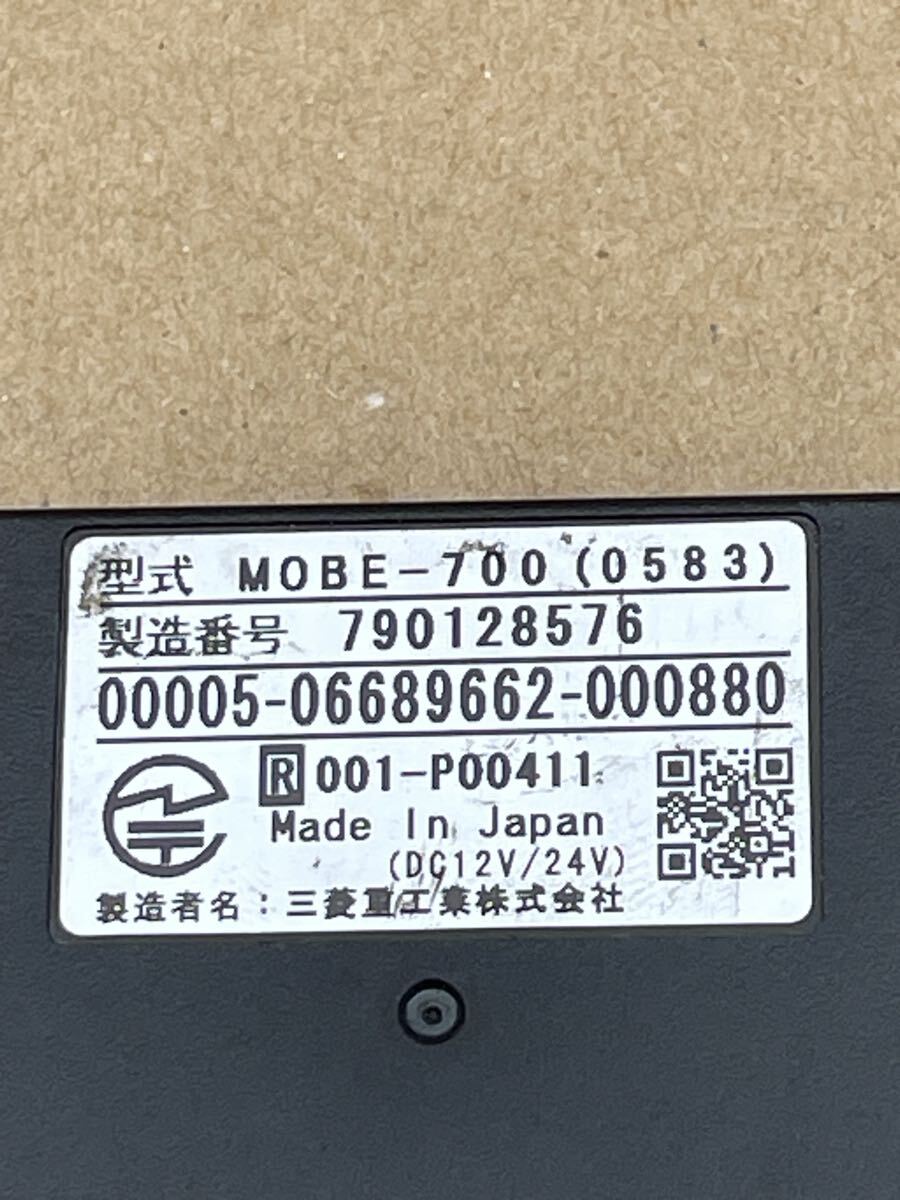 型式 MOBE-700(0583)
製造番号 790128576
00005-06689662-000880
R 001-P00411
Made In Japan
(DC12V/24V)
製造者名：三菱重工業株式会社